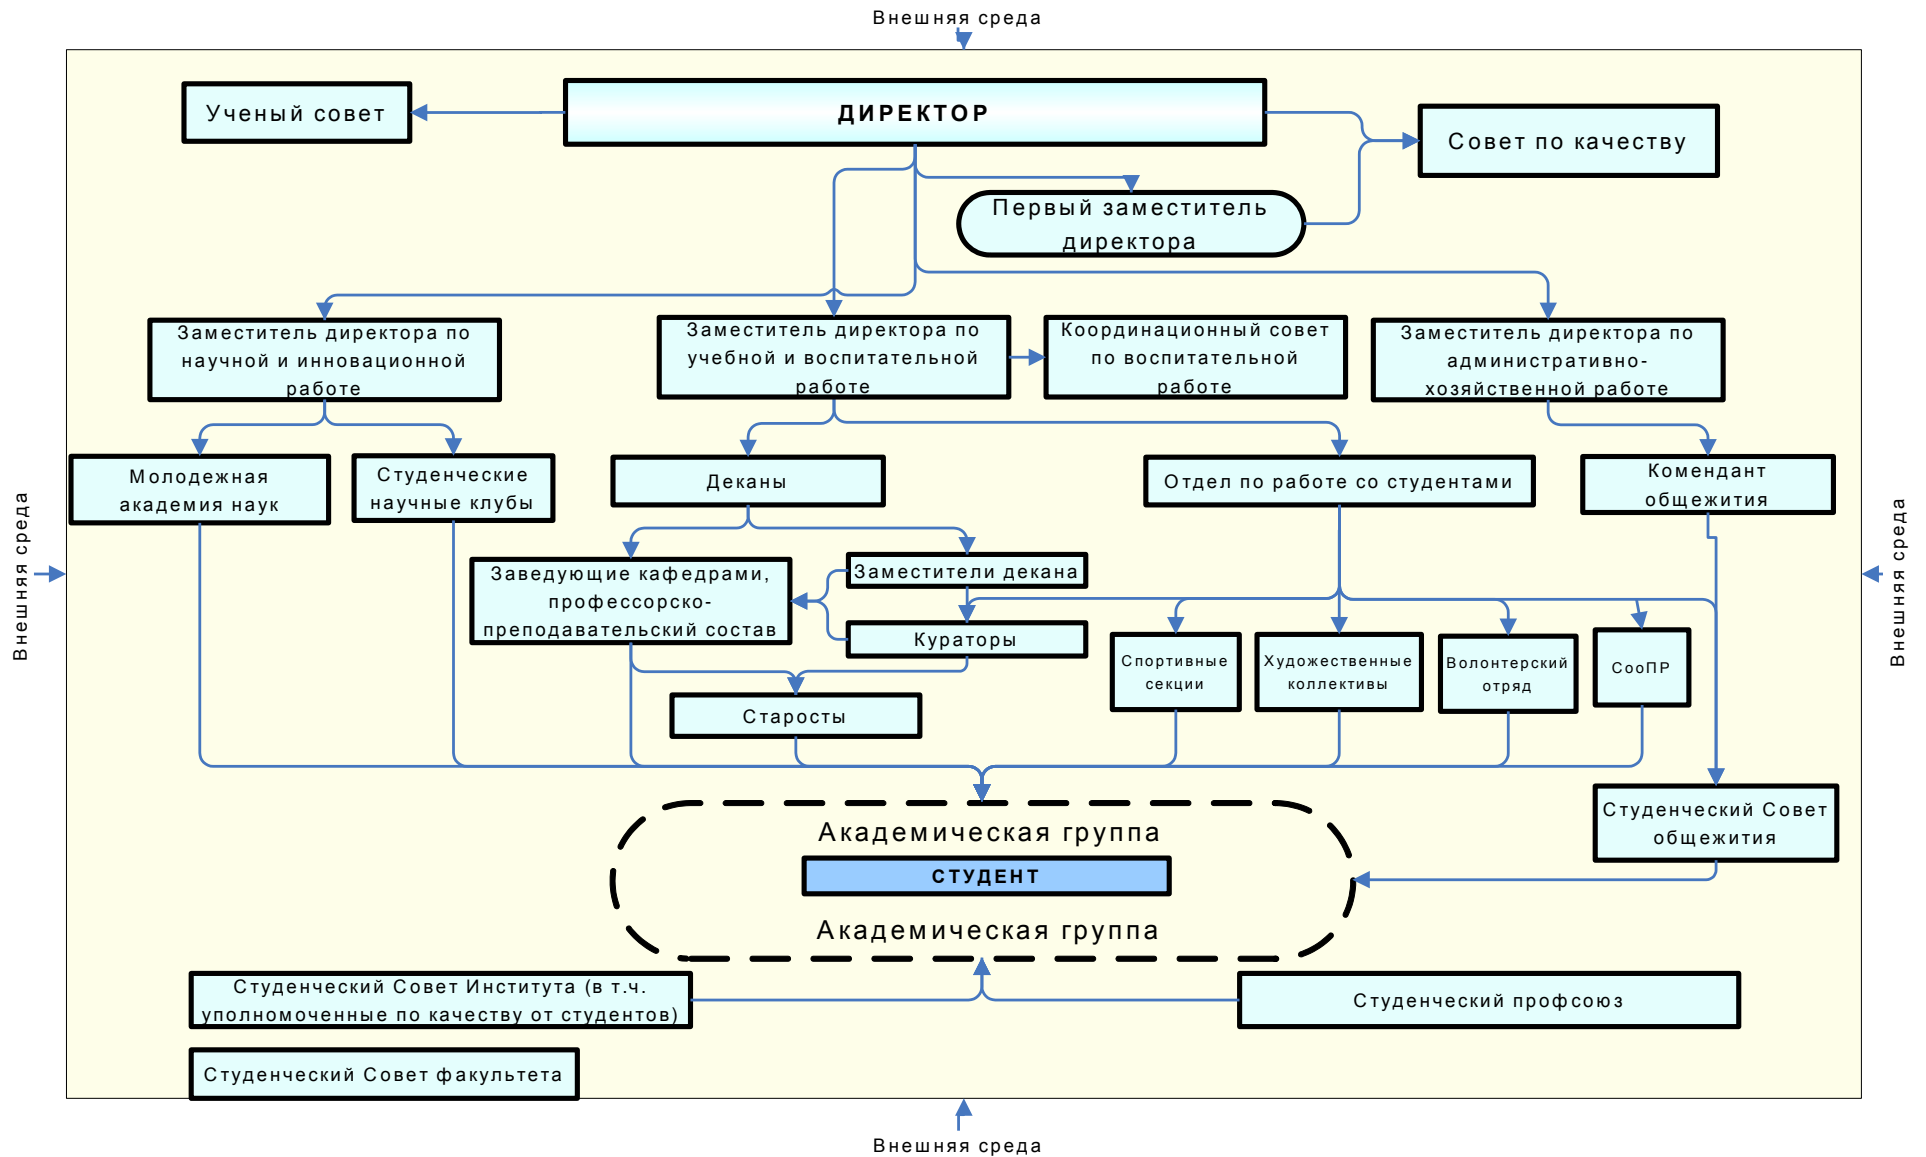 Внешняя среда
Ученый совет
ДИРЕКТОР
Совет по качеству
Первый заместитель
директора
Заместитель директора по
научной и инновационной
работе
Заместитель директора по
учебной и воспитательной
работе
Координационный совет
по воспитательной
работе
Заместитель директора по
административно-
хозяйственной работе
Молодежная
академия наук
Студенческие
научные клубы
Деканы
Отдел по работе со студентами
Комендант
общежития
Внешняя среда
Внешняя среда
Заведующие кафедрами,
профессорско-
преподавательский состав
Заместители декана
Кураторы
Спортивные
секции
Художественные
коллективы
Волонтерский
отряд
СооПР
Старосты
Академическая группа
СТУДЕНТ
Академическая группа
Студенческий Совет
общежития
Студенческий Совет Института (в т.ч.
уполномоченные по качеству от студентов)
Студенческий профсоюз
Студенческий Совет факультета
Внешняя среда